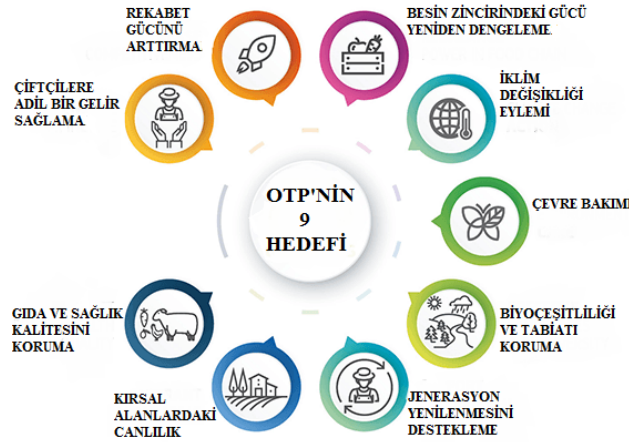 REKABET
GÜCÜNÜ
ARTTIRMA
BESİN ZİNCİRİNDEKİ GÜCÜ
YENİDEN DENGELEME
ÇİFTÇİLERE
ADİL BİR GELİR
SAĞLAMA
İKLİM
DEĞİŞİKLİĞİ
EYLEMİ
OTP'NİN
9
HEDEFİ
ÇEVRE BAKIMI
GIDA VE SAĞLIK
KALİTESİNİ
KORUMA
BİYOÇEŞİTLİLİĞİ
VE TABİATI
KORUMA
KIRSAL
ALANLARDAKİ
CANLILIK
JENERASYON
YENİLENMESİNİ
DESTEKLEME